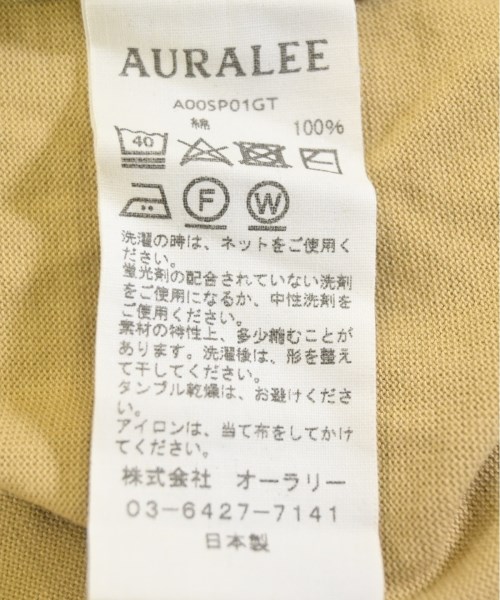 AURALEE
A00SP01GT
綿 100%
40
F W
洗濯の時は、ネットをご使用く
ださい。
蛍光剤の配合されていない洗剤
をご使用になるか、中性洗剤を
ご使用ください。
素材の特性上、多少縮むことが
あります。洗濯後は、形を整え
て干してください。
タンブル乾燥は、お避けくださ
い。
アイロンは、当て布をしてかけ
てください。
株式会社 オーラリー
03-6427-7141
日本製